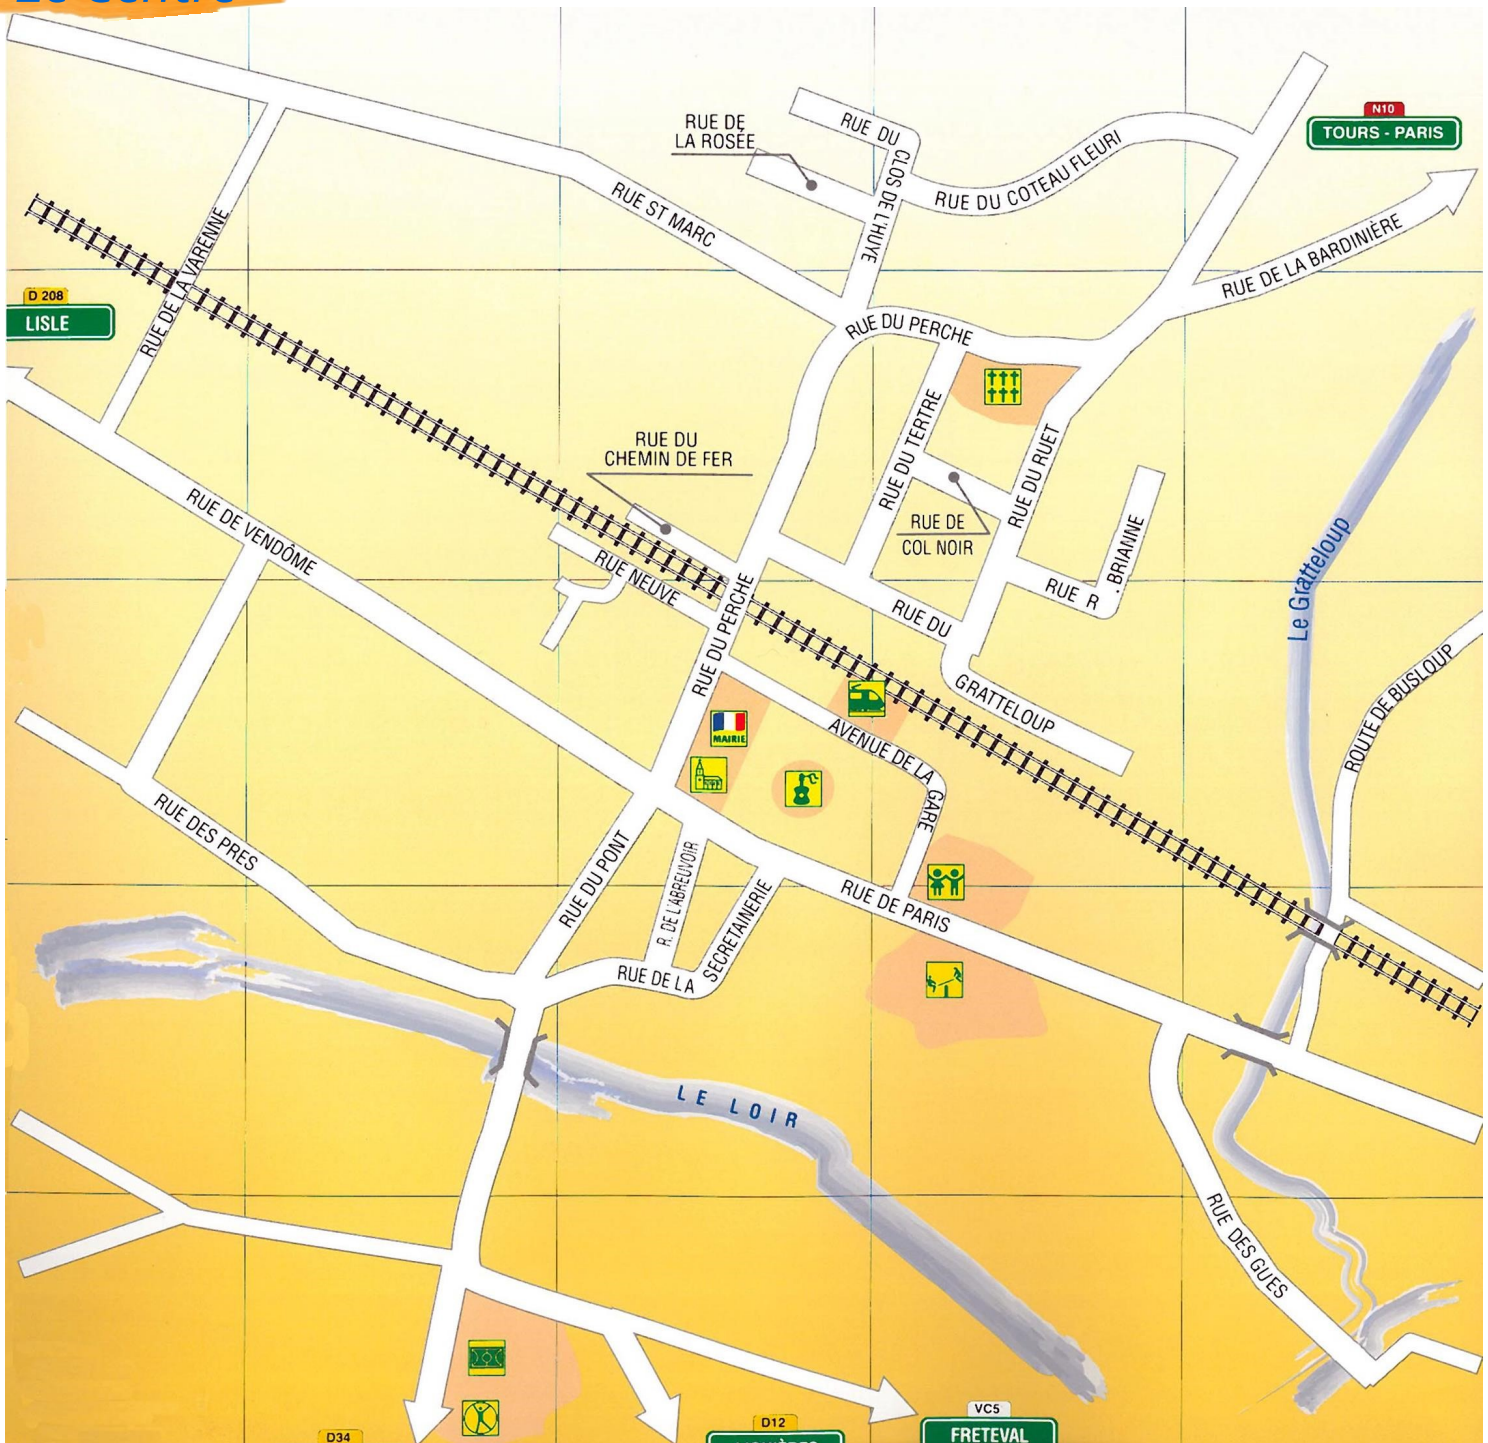 Le Centre
N10
TOURS - PARIS
RUE DU
CLOS DE L'HUYE
RUE DE
LA ROSÉE
RUE DU COTEAU FLEURI
RUE ST MARC
RUE DE LA VARENNE
RUE DE LA BARDINIÈRE
D 208
LISLE
RUE DU PERCHE
RUE DU TERTRE
RUE DU RUET
RUE DU
CHEMIN DE FER
RUE DE
COL NOIR
RUE DE VENDÔME
RUE NEUVE
RUE R . BRIANNE
Le Gratteloup
RUE DU PERCHE
RUE DU
GRATTELOUP
ROUTE DE BUSLOUP
MAIRIE
AVENUE DE LA
GARE
RUE DES PRES
RUE DU PONT
R. DE L'ABREUVOIR
RUE DE LA
SECRETAINERIE
RUE DE PARIS
LE LOIR
RUE DES GUES
D34
D12
VC5
FRETEVAL